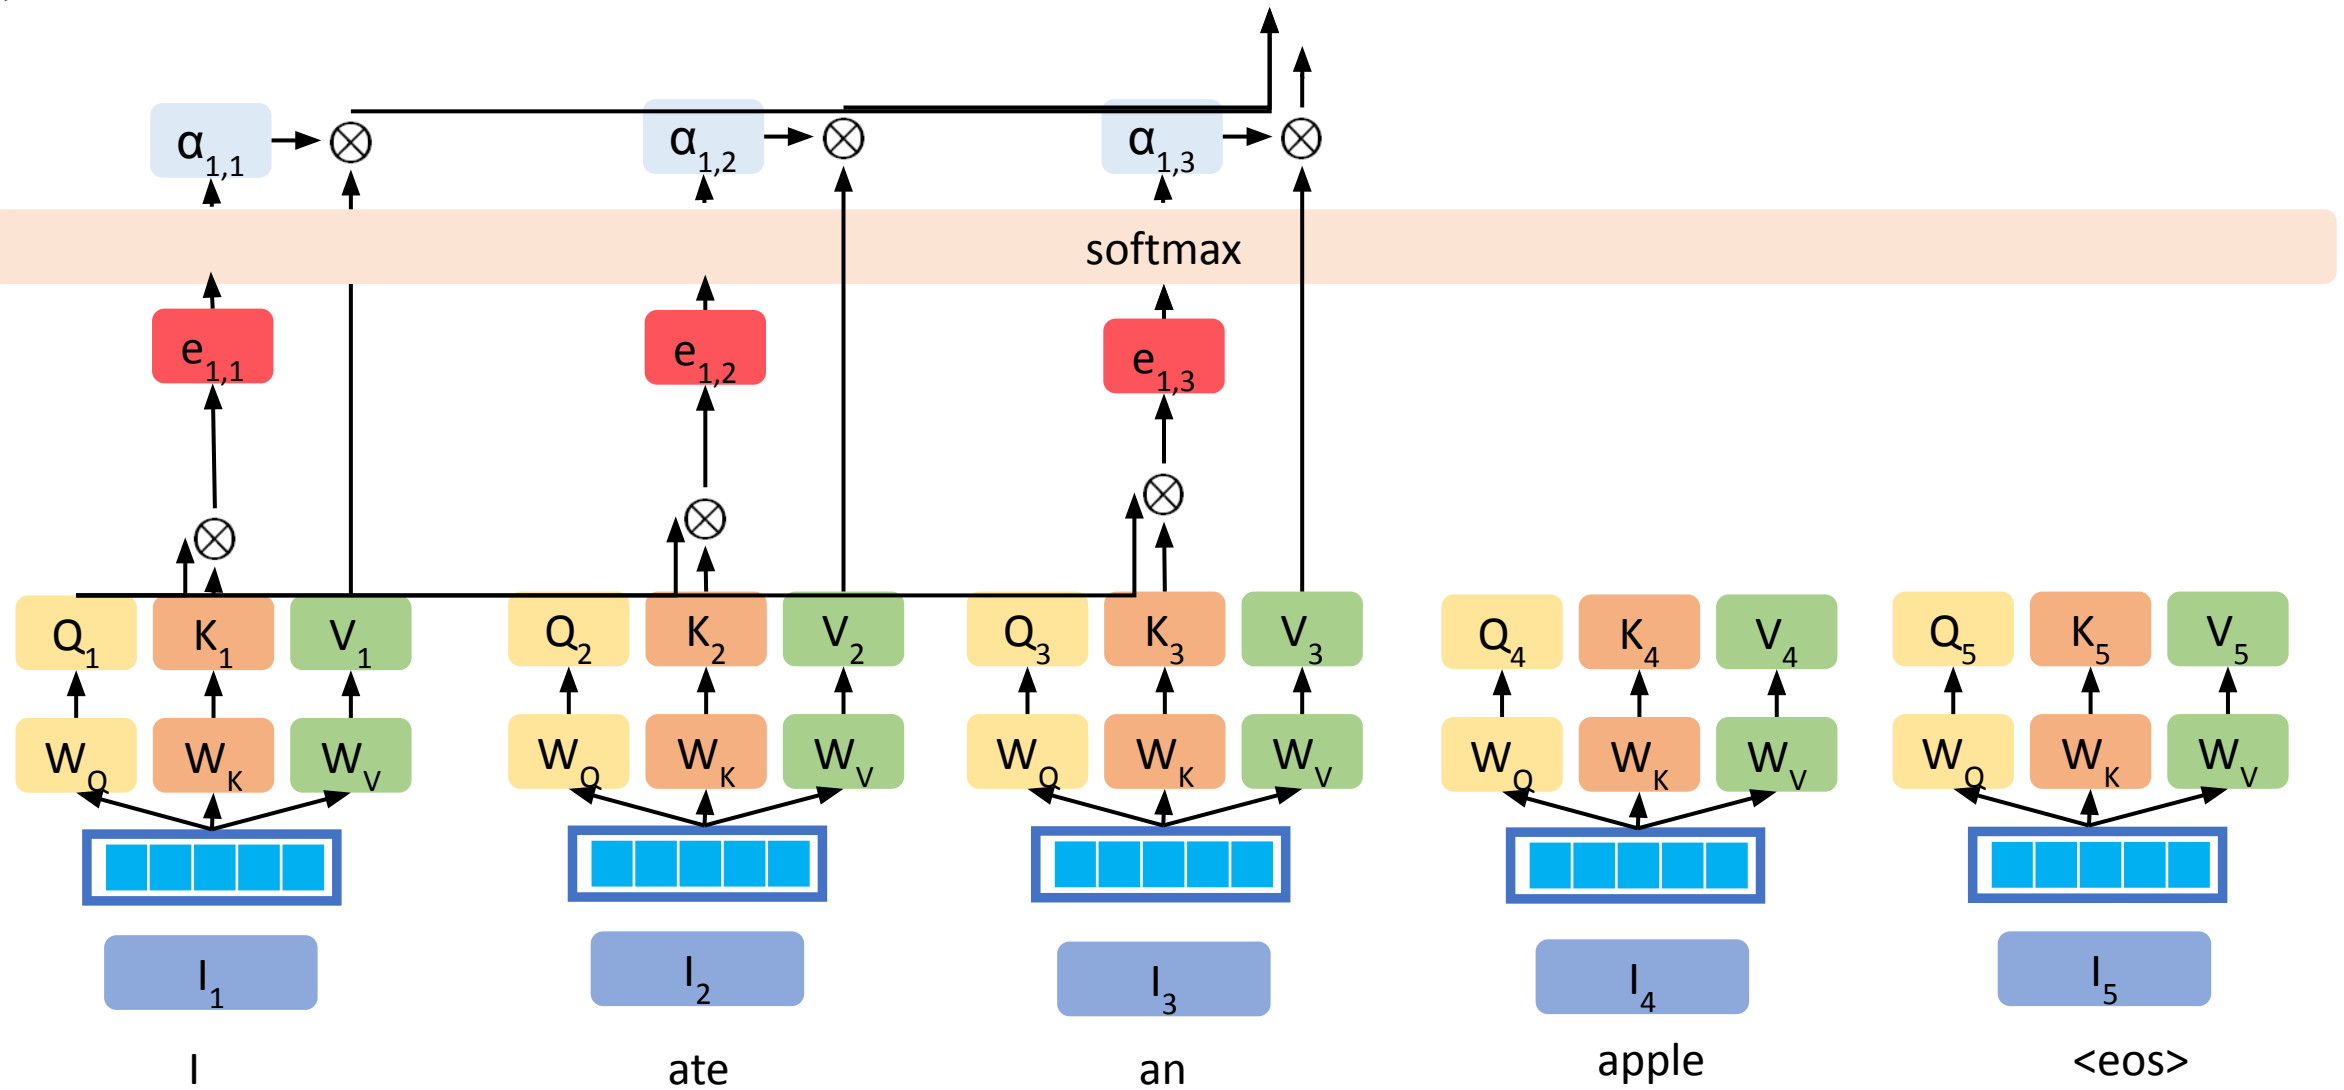 α1,1 α1,2 α1,3
softmax
e1,1 e1,2 e1,3
Q1 K1 V1 Q2 K2 V2 Q3 K3 V3 Q4 K4 V4 Q5 K5 V5
WQ WK WV WQ WK WV WQ WK WV WQ WK WV WQ WK WV
I1 I2 I3 I4 I5
I ate an apple <eos>